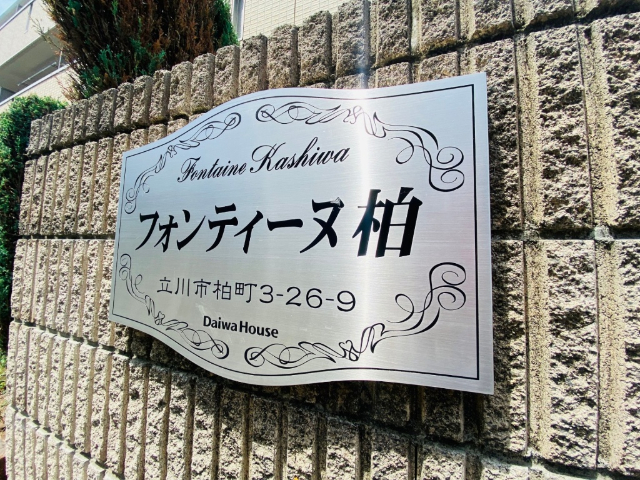 Fontaine Kashiwa
フォンティーヌ柏
立川市柏町3-26-9
Daiwa House